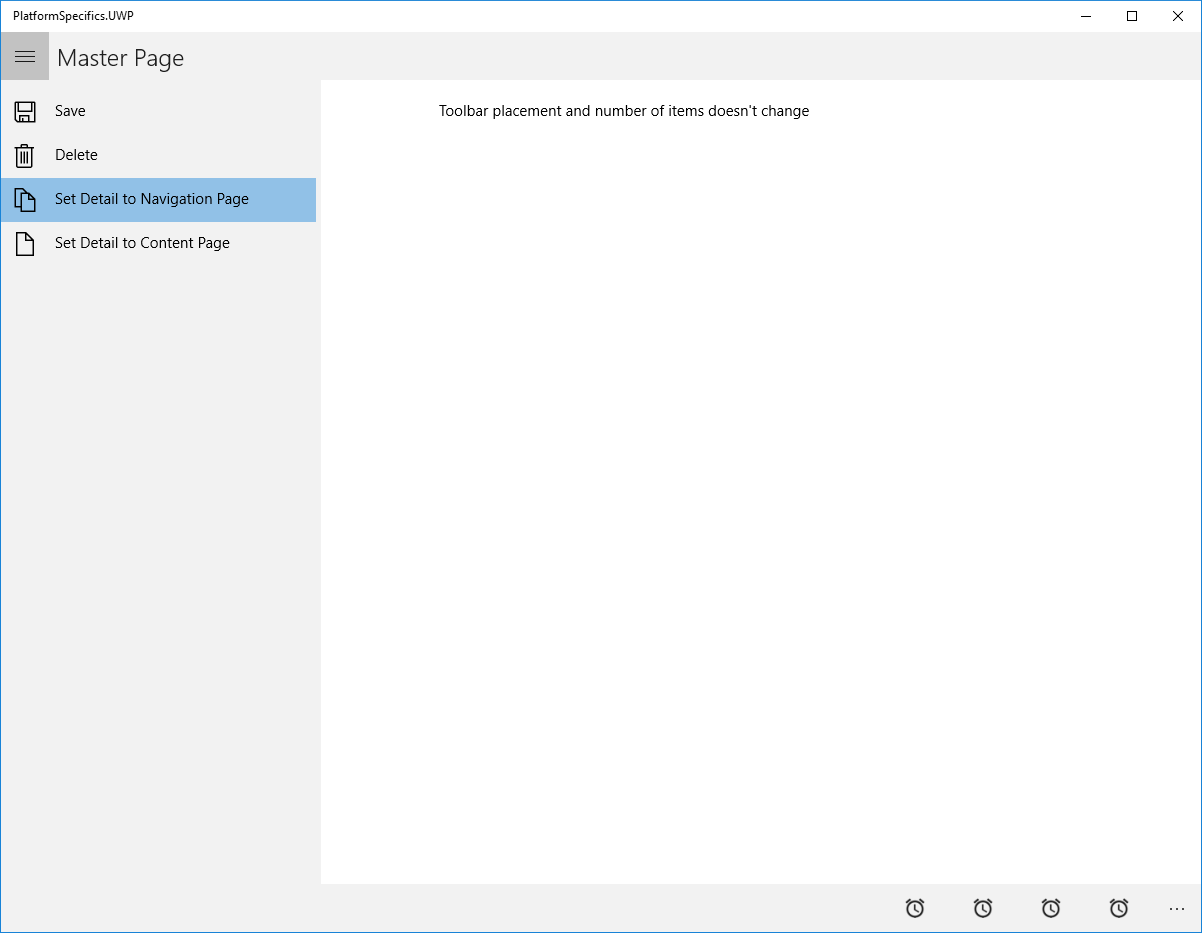 PlatformSpecifics.UWP
Master Page
Save
Delete
Set Detail to Navigation Page
Set Detail to Content Page
Toolbar placement and number of items doesn't change